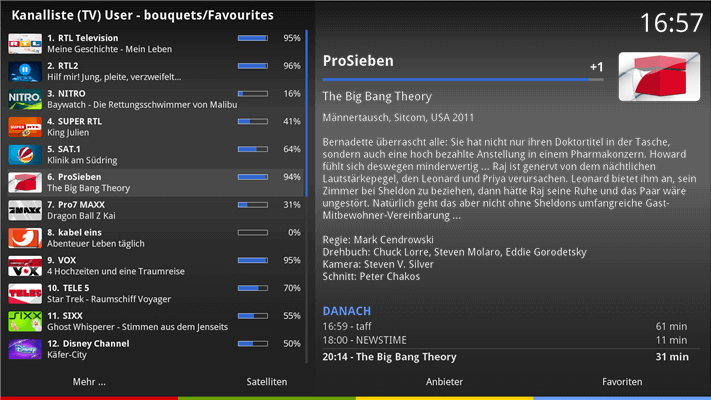 Kanalliste (TV) User - bouquets/Favourites
16:57
1. RTL Television 95%
Meine Geschichte - Mein Leben
2. RTL2 96%
Hilf mir! Jung, pleite, verzweifelt...
3. NITRO 16%
Baywatch - Die Rettungsschwimmer von Malibu
4. SUPER RTL 41%
King Julien
5. SAT.1 64%
Klinik am Südring
6. ProSieben 94%
The Big Bang Theory
7. Pro7 MAXX 31%
Dragon Ball Z Kai
8. kabel eins 0%
Abenteuer Leben täglich
9. VOX 95%
4 Hochzeiten und eine Traumreise
10. TELE 5 70%
Star Trek - Raumschiff Voyager
11. SIXX 55%
Ghost Whisperer - Stimmen aus dem Jenseits
12. Disney Channel 50%
Käfer-City
ProSieben +1
The Big Bang Theory
Männertausch, Sitcom, USA 2011
Bernadette überrascht alle: Sie hat nicht nur ihren Doktortitel in der Tasche,
sondern auch eine hoch bezahlte Anstellung in einem Pharmakonzern. Howard
fühlt sich deswegen minderwertig ... Raj ist genervt von dem nächtlichen
Lautstärkepegel, den Leonard und Priya verursachen. Leonard bietet ihm an, sein
Zimmer bei Sheldon zu beziehen, dann hätte Raj seine Ruhe und das Paar wäre
ungestört. Natürlich geht das aber nicht ohne Sheldons umfangreiche Gast-
Mitbewohner-Vereinbarung ...
Regie: Mark Cendrowski
Drehbuch: Chuck Lorre, Steven Molaro, Eddie Gorodetsky
Kamera: Steven V. Silver
Schnitt: Peter Chakos
DANACH
16:59 - taff 61 min
18:00 - NEWSTIME 11 min
20:14 - The Big Bang Theory 31 min
Mehr ... Satelliten Anbieter Favoriten